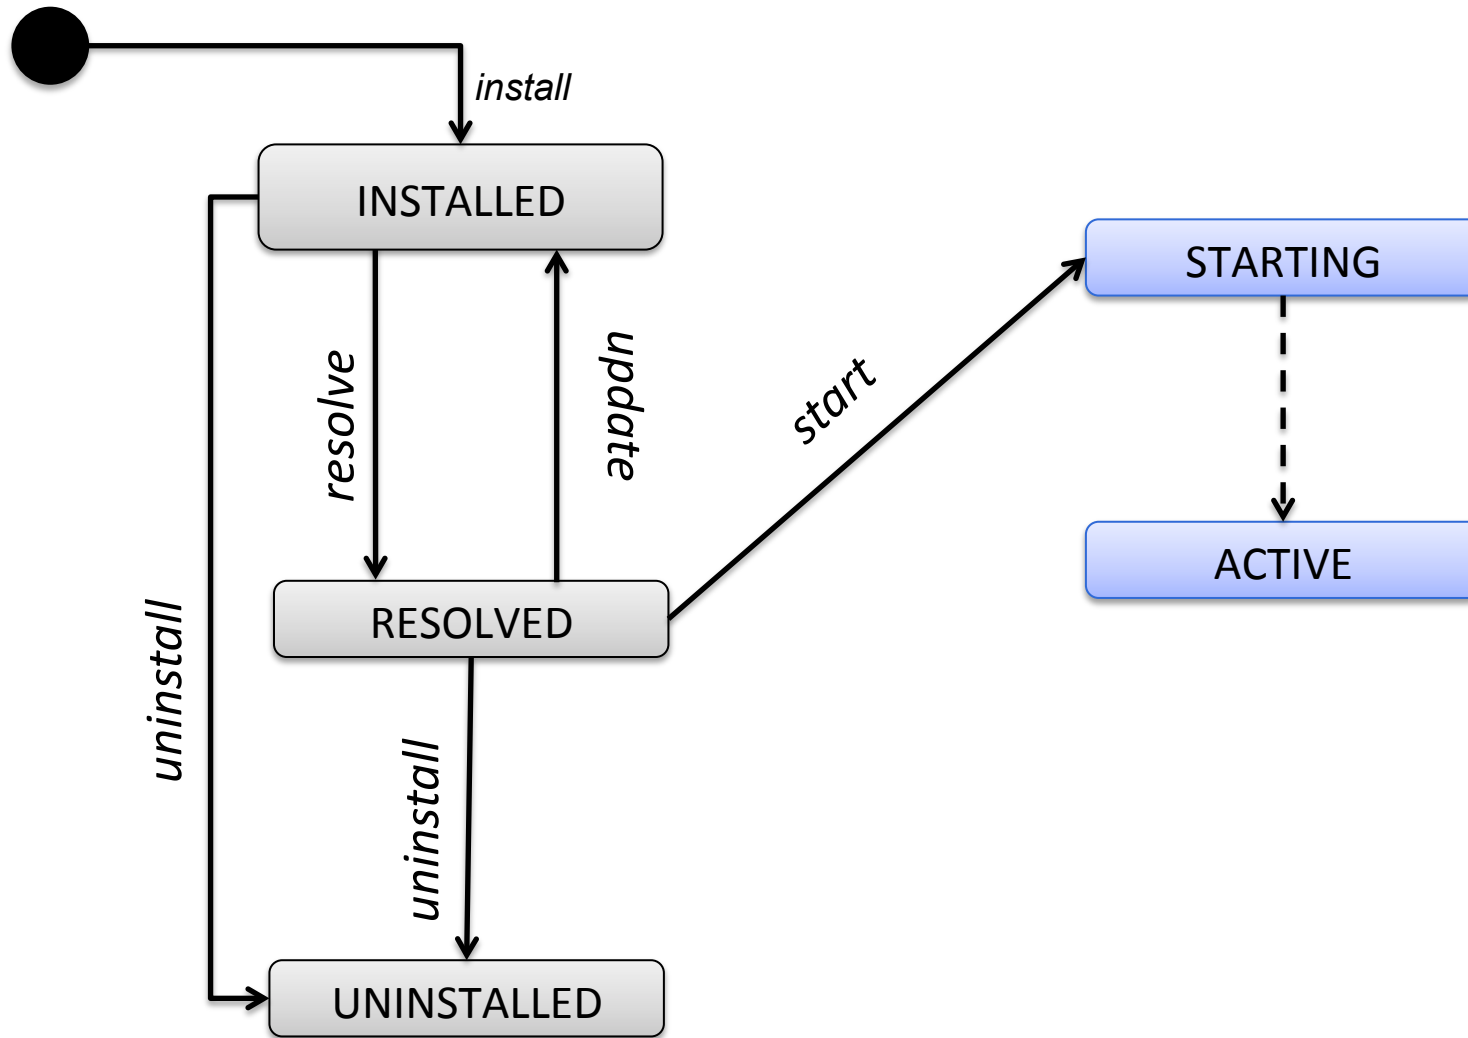 install
INSTALLED
STARTING
resolve
update
start
ACTIVE
RESOLVED
uninstall
uninstall
UNINSTALLED